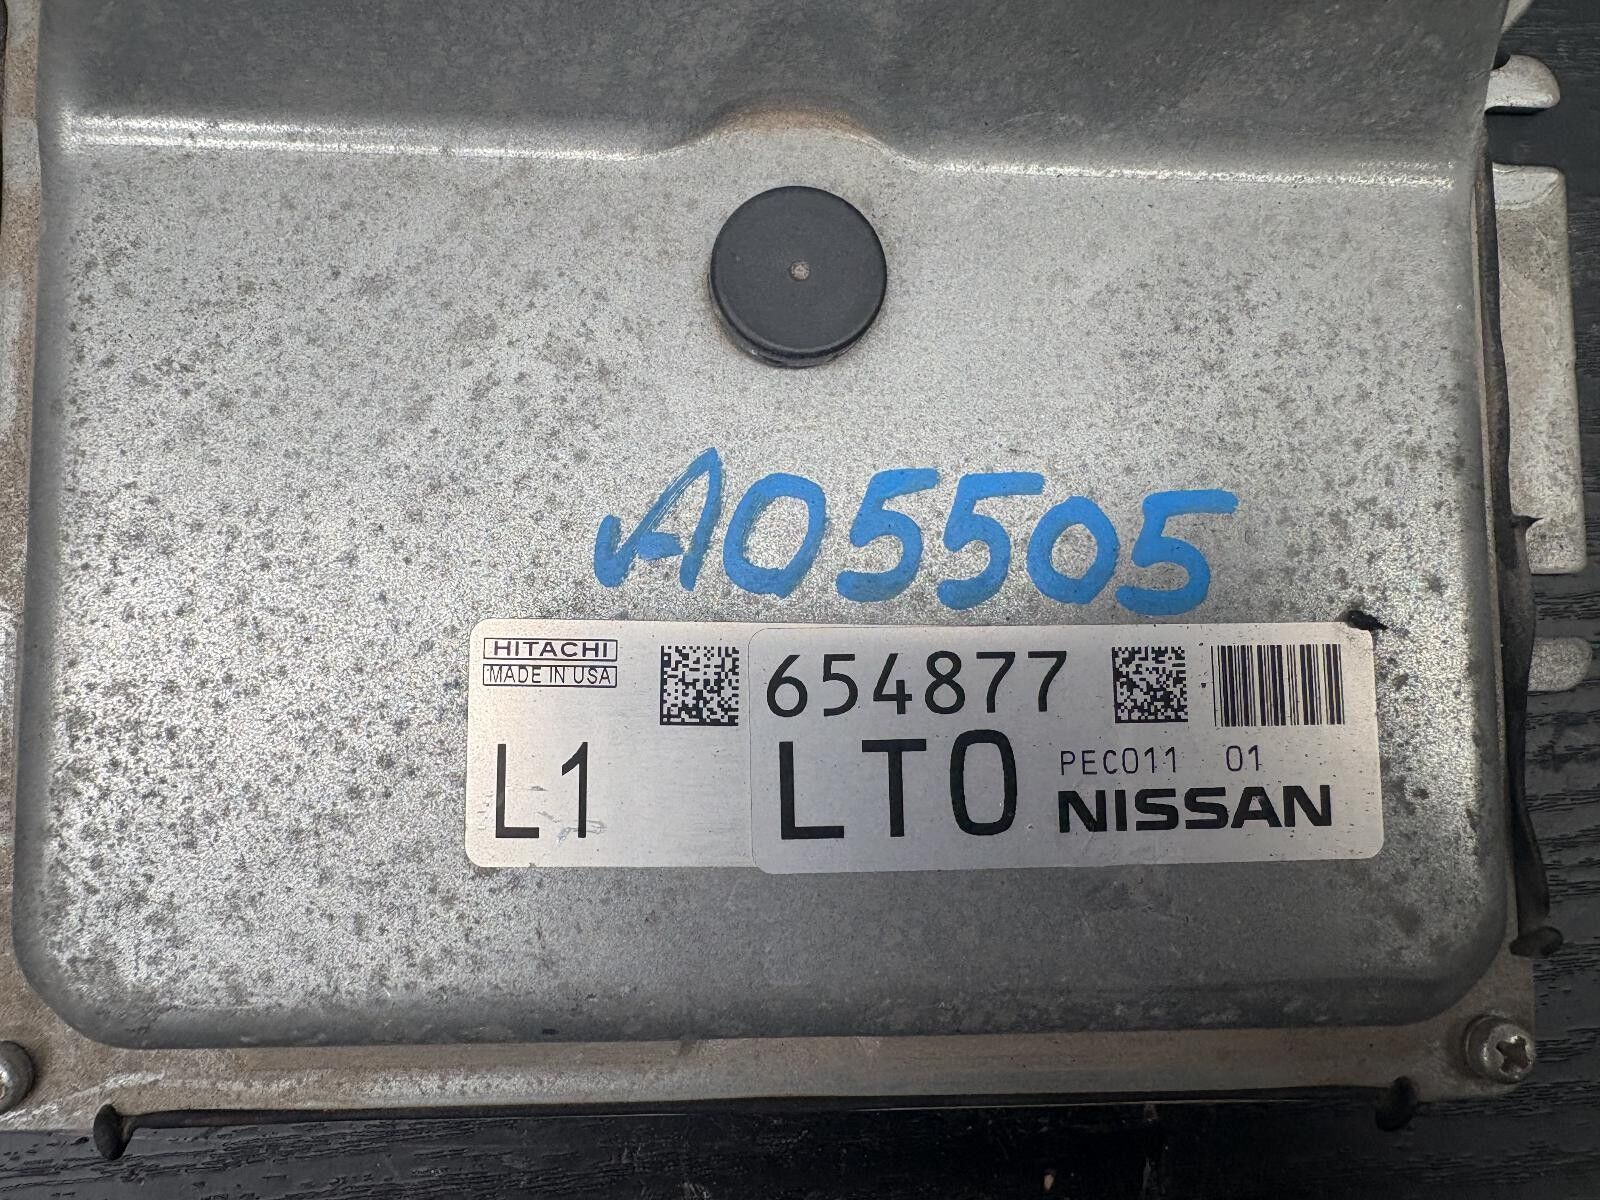 A05505
HITACHI
MADE IN USA
L1
654877
LT0
PEC011 01
NISSAN